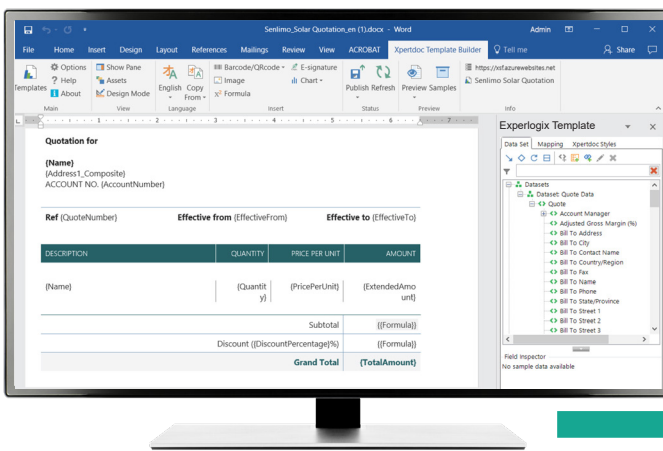 Senlimo_Solar Quotation_en (1).docx - Word
Admin
File Home Insert Design Layout References Mailings Review View ACROBAT Xpertdoc Template Builder Tell me Share
Templates
Options
? Help
About
Main
Show Pane
Assets
Design Mode
View
English
Copy From
Language
Barcode/QRcode
E-signature
Image
Chart
x² Formula
Insert
Publish Refresh
Status
Preview Samples
Preview
https://xsf.azurewebsites.net
Senlimo Solar Quotation
Info
Quotation for
{Name}
{Address1_Composite}
ACCOUNT NO. {AccountNumber}
Ref {QuoteNumber} Effective from {EffectiveFrom} Effective to {EffectiveTo}
DESCRIPTION QUANTITY PRICE PER UNIT AMOUNT
{Name} {Quantit {PricePerUnit} {ExtendedAmo
y} unt}
Subtotal {{Formula}}
Discount ({DiscountPercentage}%) {{Formula}}
Grand Total {TotalAmount}
Experlogix Template
Data Set Mapping Xpertdoc Styles
Datasets
Dataset: Quote Data
Quote
Account Manager
Adjusted Gross Margin (%)
Bill To Address
Bill To City
Bill To Contact Name
Bill To Country/Region
Bill To Fax
Bill To Name
Bill To Phone
Bill To State/Province
Bill To Street 1
Bill To Street 2
Bill To Street 3
Field Inspector
No sample data available